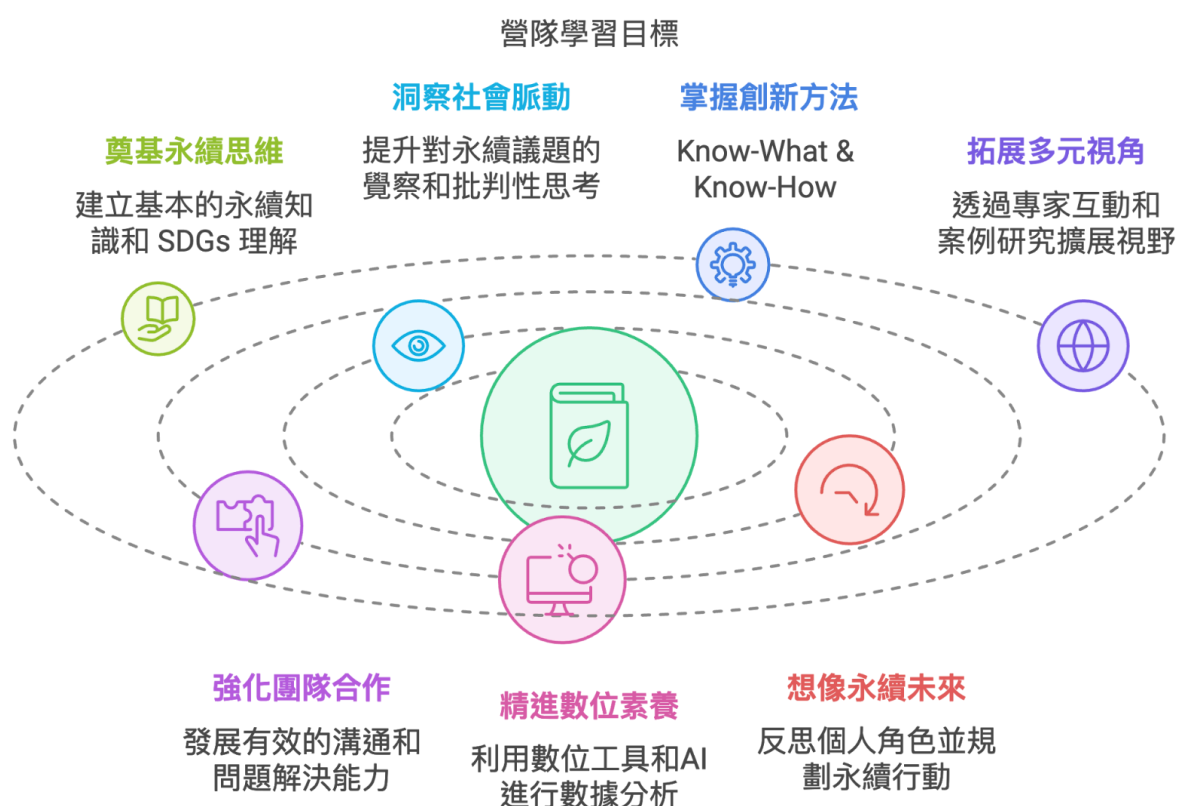 營隊學習目標
洞察社會脈動
提升對永續議題的
覺察和批判性思考
掌握創新方法
Know-What &
Know-How
奠基永續思維
建立基本的永續知
識和 SDGs 理解
拓展多元視角
透過專家互動和
案例研究擴展視野
強化團隊合作
發展有效的溝通和
問題解決能力
精進數位素養
利用數位工具和AI
進行數據分析
想像永續未來
反思個人角色並規
劃永續行動